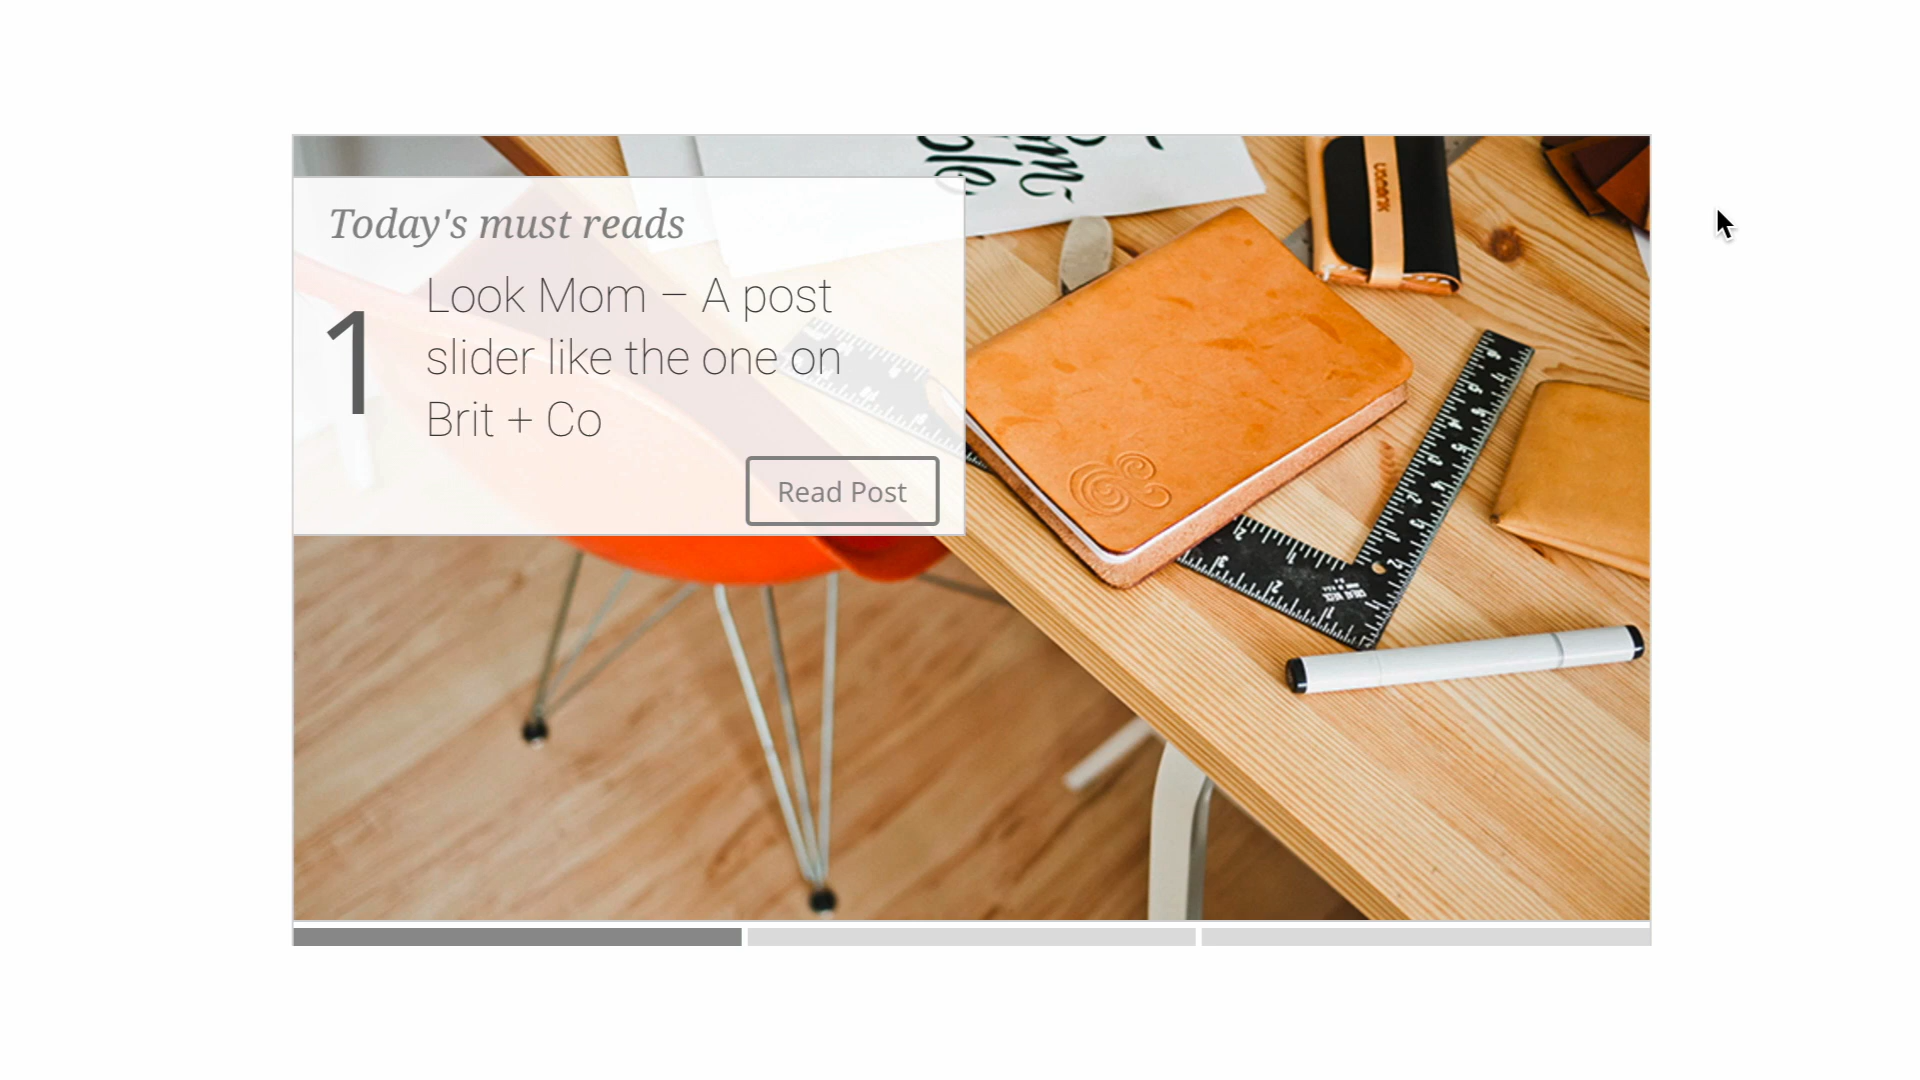 Today's must reads
1
Look Mom – A post
slider like the one on
Brit + Co
Read Post